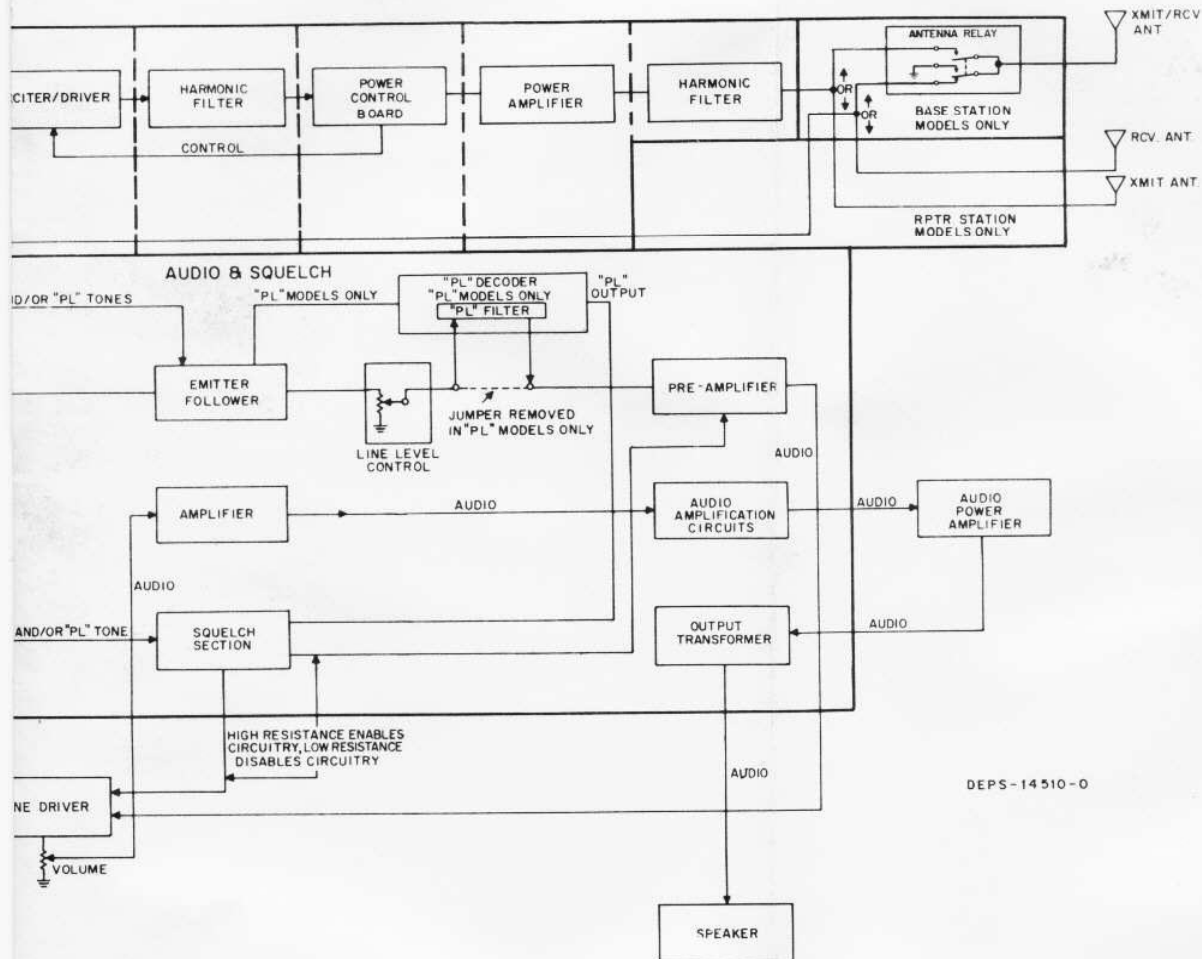 XMIT/RCV
ANT
ANTENNA RELAY
CITER/DRIVER
HARMONIC
FILTER
POWER
CONTROL
BOARD
POWER
AMPLIFIER
HARMONIC
FILTER
OR
OR
BASE STATION
MODELS ONLY
CONTROL
RCV. ANT.
XMIT ANT.
RPTR STATION
MODELS ONLY
AUDIO & SQUELCH
ND/OR "PL" TONES
"PL" MODELS ONLY
"PL" DECODER
"PL" MODELS ONLY
"PL" FILTER
"PL"
OUTPUT
EMITTER
FOLLOWER
PRE-AMPLIFIER
JUMPER REMOVED
IN "PL" MODELS ONLY
LINE LEVEL
CONTROL
AUDIO
AMPLIFIER
AUDIO
AUDIO
AMPLIFICATION
CIRCUITS
AUDIO
AUDIO
POWER
AMPLIFIER
AUDIO
AND/OR "PL" TONE
SQUELCH
SECTION
OUTPUT
TRANSFORMER
AUDIO
HIGH RESISTANCE ENABLES
CIRCUITRY, LOW RESISTANCE
DISABLES CIRCUITRY
AUDIO
DEPS-14510-0
NE DRIVER
VOLUME
SPEAKER